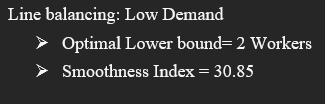 Line balancing: Low Demand
➢ Optimal Lower bound= 2 Workers
➢ Smoothness Index = 30.85